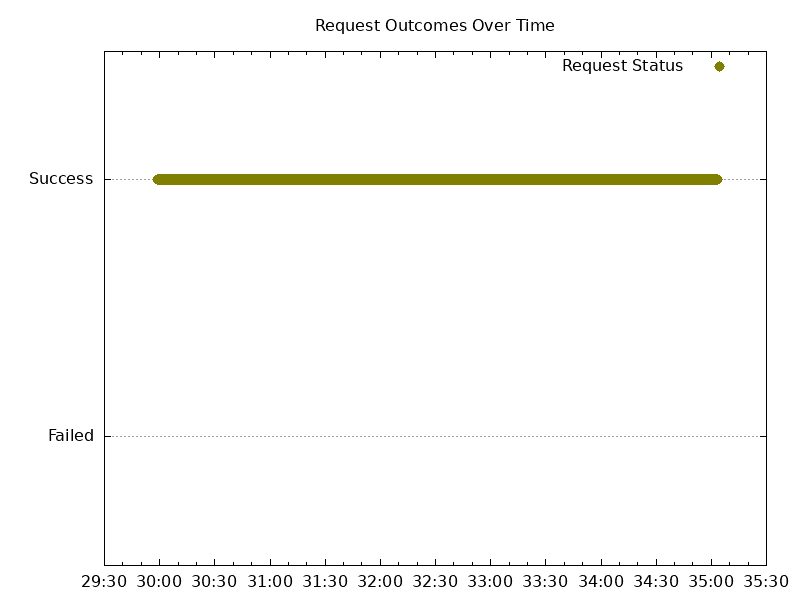 Request Outcomes Over Time
Request Status
Success
Failed
29:30 30:00 30:30 31:00 31:30 32:00 32:30 33:00 33:30 34:00 34:30 35:00 35:30